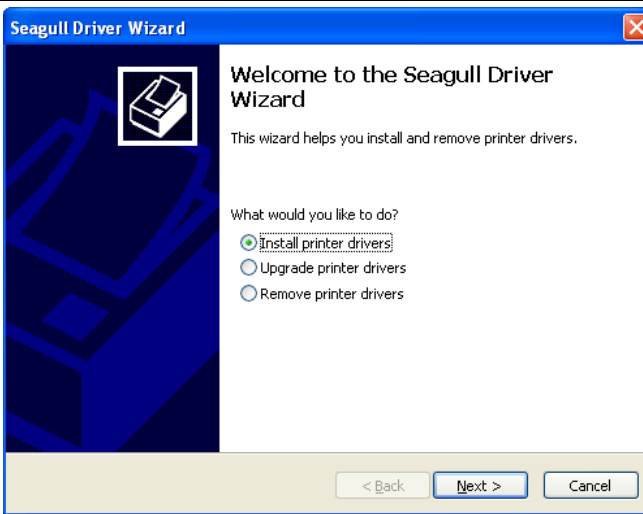 Seagull Driver Wizard
Welcome to the Seagull Driver
Wizard
This wizard helps you install and remove printer drivers.
What would you like to do?
Install printer drivers
Upgrade printer drivers
Remove printer drivers
< Back Next > Cancel